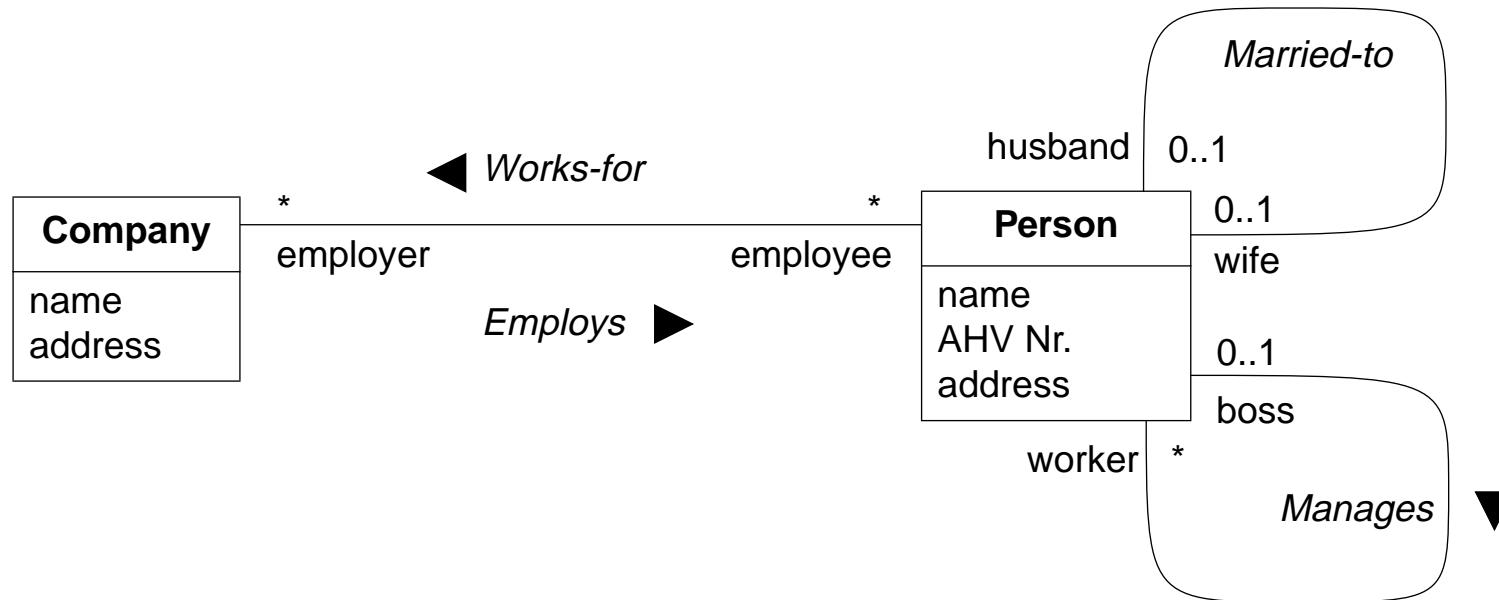 Married-to
husband 0..1
◀ Works-for
* *
Company
Person
0..1
employer employee
wife
name
address
Employs ▶
name
AHV Nr.
address
0..1
boss
worker *
Manages ▼